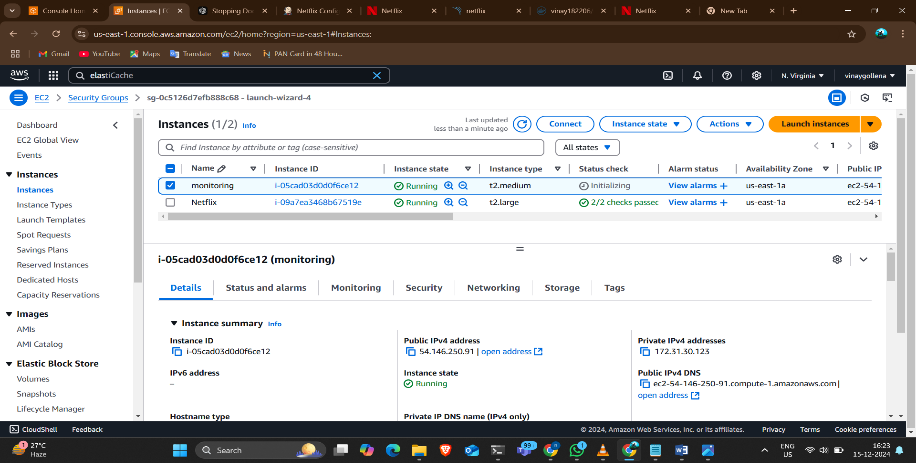 Console Hom
Instances | E
Stopping Do
Netflix Confi
Netflix
netflix
vinay182206
Netflix
New Tab
us-east-1.console.aws.amazon.com/ec2/home?region=us-east-1#Instances:
Gmail YouTube Maps Translate News PAN Card in 48 Hou...
aws elastiCache N. Virginia vinaygollena
EC2 > Security Groups > sg-0c5126d7efb888c68 - launch-wizard-4
Dashboard
EC2 Global View
Events
Instances
Instances
Instance Types
Launch Templates
Spot Requests
Savings Plans
Reserved Instances
Dedicated Hosts
Capacity Reservations
Images
AMIs
AMI Catalog
Elastic Block Store
Volumes
Snapshots
Lifecycle Manager
Instances (1/2) Info
Last updated
less than a minute ago
Connect Instance state Actions Launch instances
Find Instance by attribute or tag (case-sensitive) All states 1
Name Instance ID Instance state Instance type Status check Alarm status Availability Zone Public IP
monitoring i-05cad03d0d0f6ce12 Running t2.medium Initializing View alarms + us-east-1a ec2-54-1
Netflix i-09a7ea3468b67519e Running t2.large 2/2 checks passec View alarms + us-east-1a ec2-54-1
i-05cad03d0d0f6ce12 (monitoring)
Details Status and alarms Monitoring Security Networking Storage Tags
Instance summary Info
Instance ID
i-05cad03d0d0f6ce12
Public IPv4 address
54.146.250.91 | open address
Private IPv4 addresses
172.31.30.123
IPv6 address
–
Instance state
Running
Public IPv4 DNS
ec2-54-146-250-91.compute-1.amazonaws.com |
open address
Hostname type
Private IP DNS name (IPv4 only)
CloudShell Feedback © 2024, Amazon Web Services, Inc. or its affiliates. Privacy Terms Cookie preferences
1
27°C
Haze
Search
99
1
ENG
US
16:23
15-12-2024